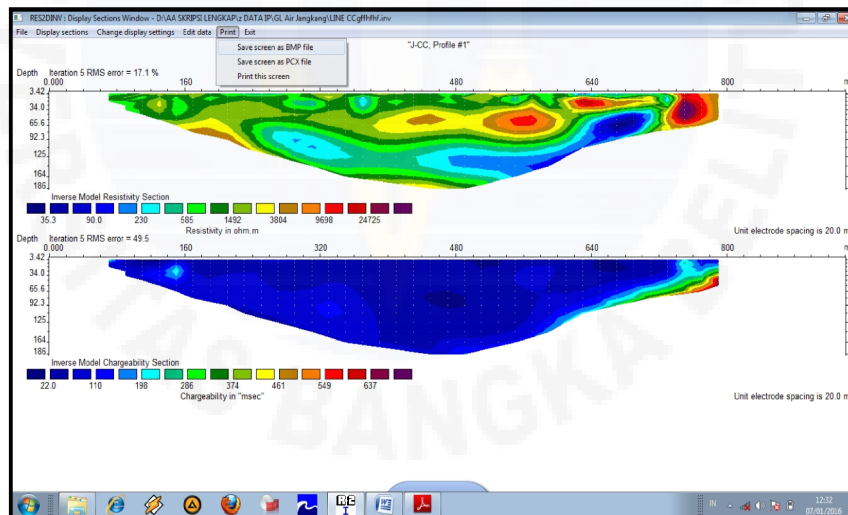 RES2DINV : Display Sections Window - D:\AA SKRIPSI LENGKAP\z DATA IP\GL Air Jangkang\LINE CCgffhfhf.inv
File Display sections Change display settings Edit data Print Exit
Save screen as BMP file
Save screen as PCX file
Print this screen
"J-CC, Profile #1"
Depth Iteration 5 RMS error = 17.1 %
0.000 160 480 640 800 m
3.42
34.0
65.6
92.3
125.
164
186.
Inverse Model Resistivity Section
35.3 90.0 230 585 1492 3804 9698 24725
Resistivity in ohm.m
Unit electrode spacing is 20.0 m
Depth Iteration 5 RMS error = 49.5
0.000 160 320 480 640 800 m
3.42
34.0
65.6
92.3
125.
164
186.
Inverse Model Chargeability Section
22.0 110 198 286 374 461 549 637
Chargeability in "msec"
Unit electrode spacing is 20.0 m
BANGKA BELIT
IN
12:32
07/01/2016